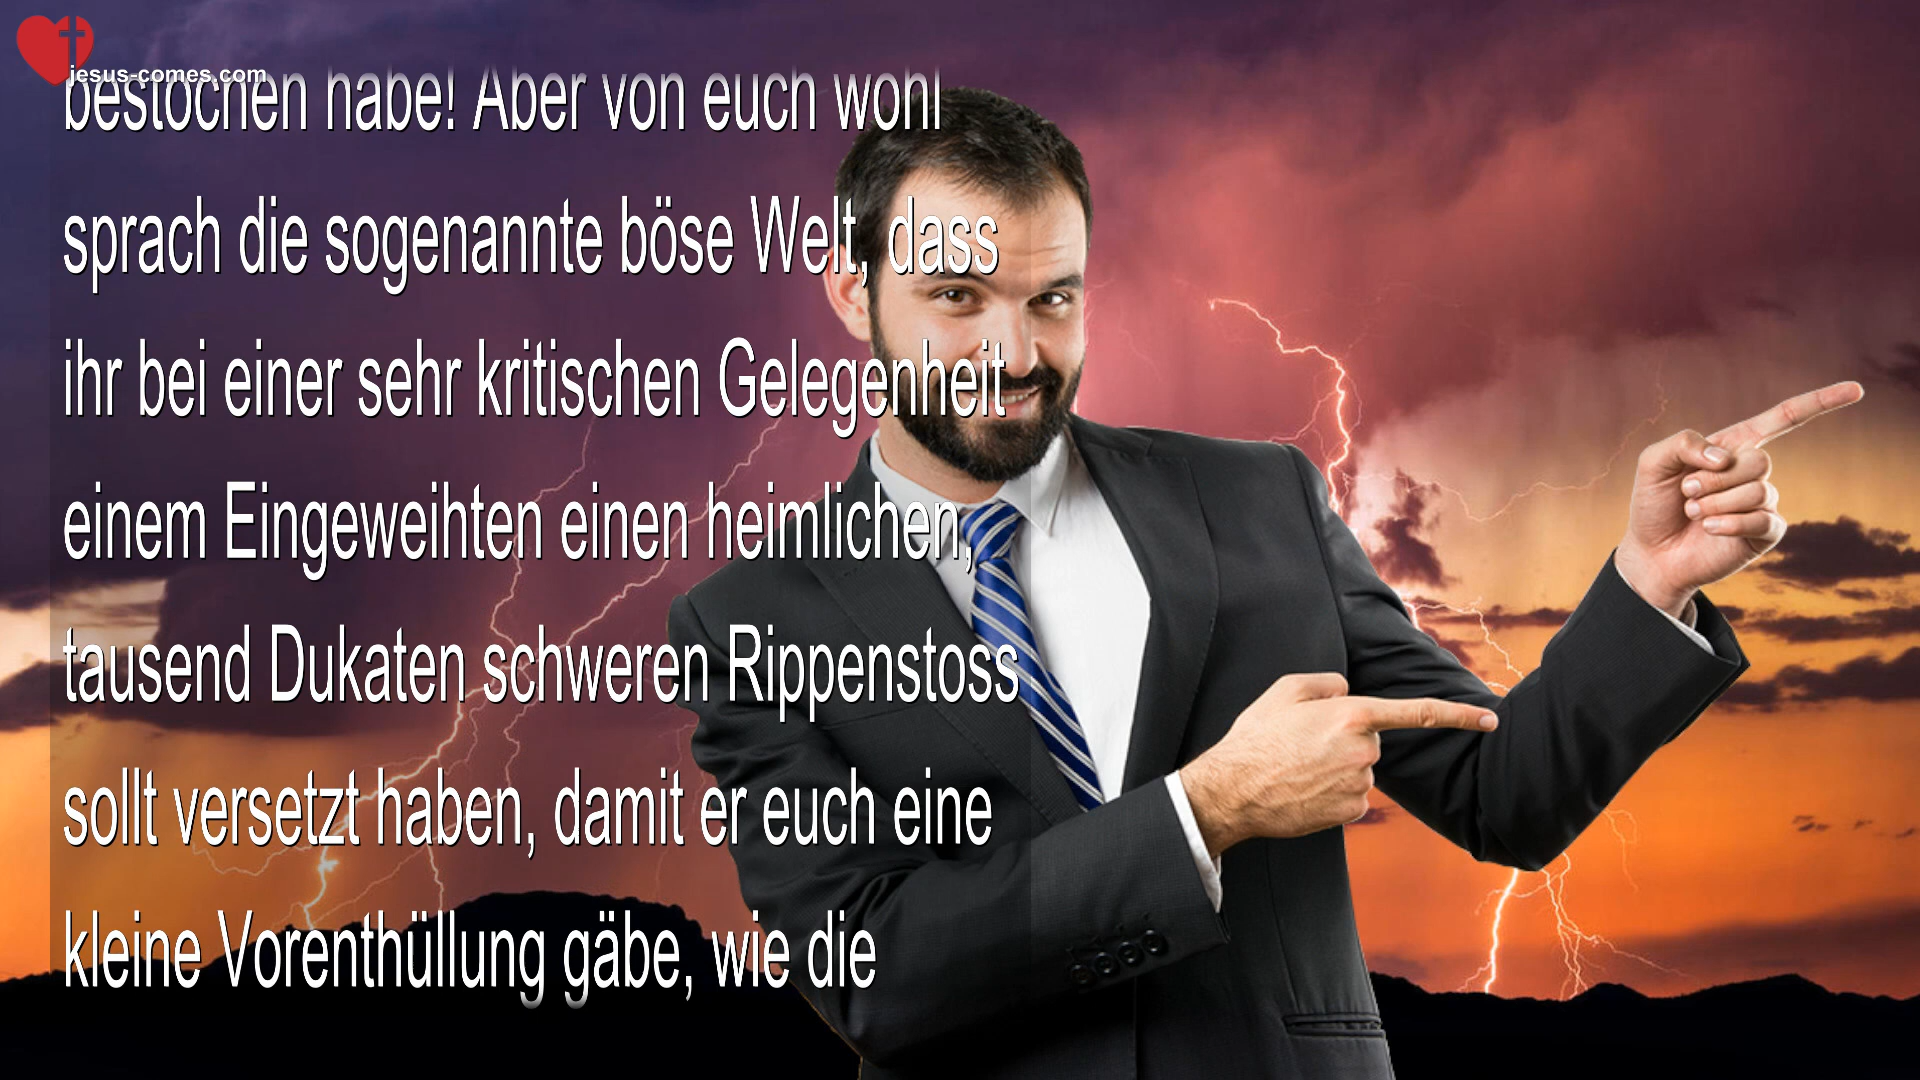 jesus-comes.com
bestochen habe! Aber von euch wohl
sprach die sogenannte böse Welt, dass
ihr bei einer sehr kritischen Gelegenheit
einem Eingeweihten einen heimlichen,
tausend Dukaten schweren Rippenstoss
sollt versetzt haben, damit er euch eine
kleine Vorenthüllung gäbe, wie die